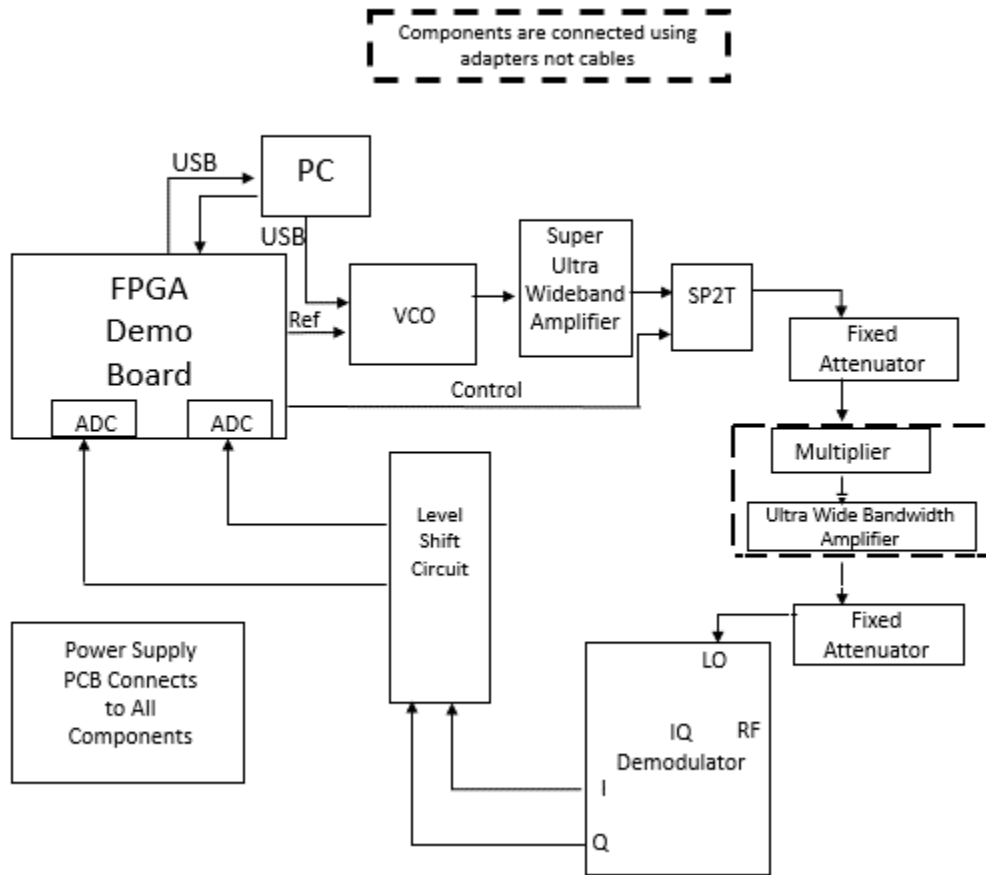 Components are connected using
adapters not cables
USB
PC
USB
FPGA
Demo
Board
ADC
ADC
Ref
VCO
Super
Ultra
Wideband
Amplifier
SP2T
Control
Fixed
Attenuator
Multiplier
Ultra Wide Bandwidth
Amplifier
Fixed
Attenuator
Level
Shift
Circuit
LO
IQ
Demodulator
RF
I
Q
Power Supply
PCB Connects
to All
Components